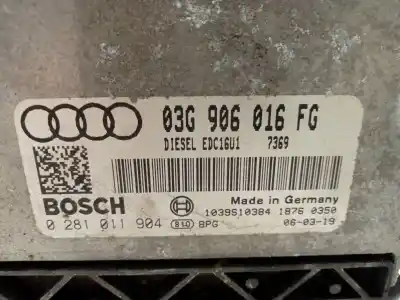 03G 906 016 FG
DIESEL EDC16U1 7369
Made in Germany
BOSCH
1039S10384 1876 0350
0 281 011 904 BPG 06-03-19